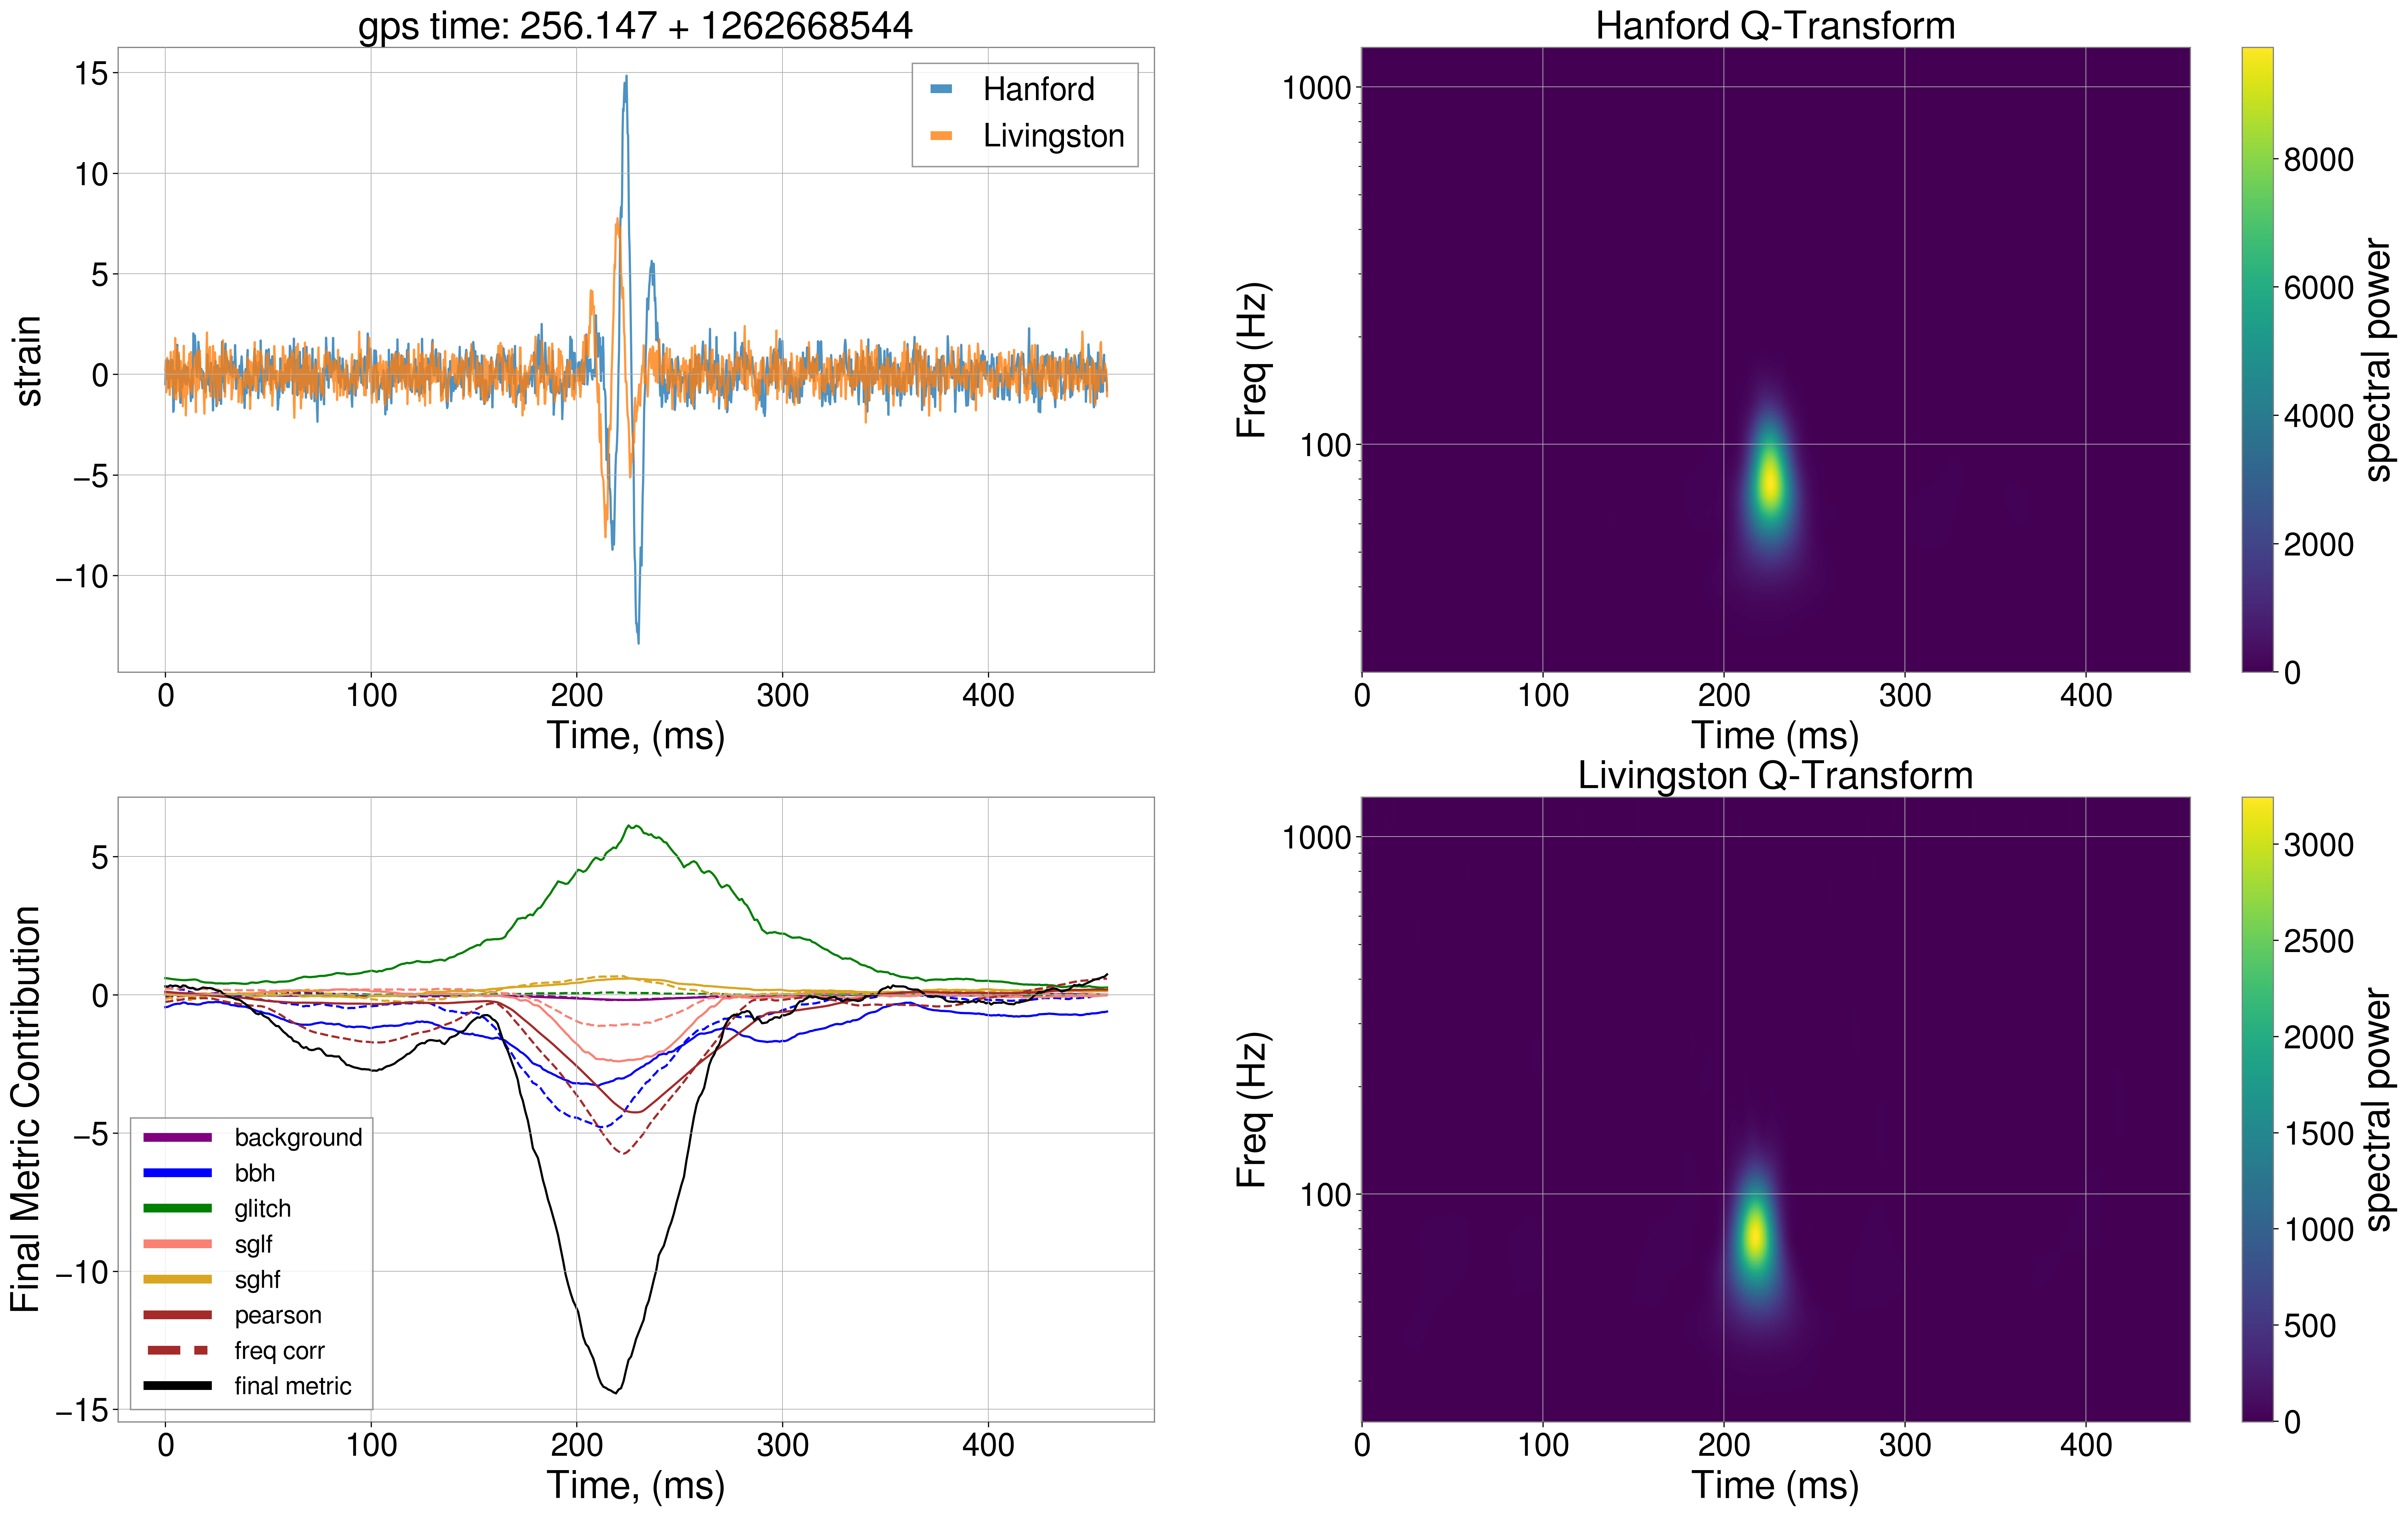 gps time: 256.147 + 1262668544
15
10
5
0
−5
−10
strain
Hanford
Livingston
0 100 200 300 400
Time, (ms)
Hanford Q-Transform
1000
100
Freq (Hz)
0 100 200 300 400
Time (ms)
8000
6000
4000
2000
0
spectral power
5
0
−5
−10
−15
Final Metric Contribution
background
bbh
glitch
sglf
sghf
pearson
freq corr
final metric
0 100 200 300 400
Time, (ms)
Livingston Q-Transform
1000
100
Freq (Hz)
0 100 200 300 400
Time (ms)
3000
2500
2000
1500
1000
500
0
spectral power